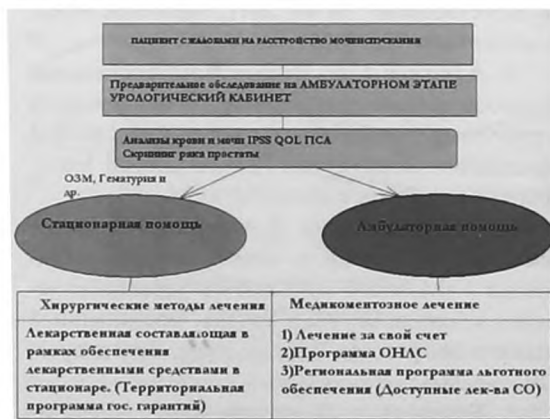 ПАЦИЕНТ С ЖАЛОБАМИ НА РАССТРОЙСТВО МОЧЕИСПУСКАНИЯ
Предварительное обследование на АМБУЛАТОРНОМ ЭТАПЕ
УРОЛОГИЧЕСКИЙ КАБИНЕТ
Анализы крови и мочи IPSS QOL ПСА
Скрининг рака простаты
ОЗМ, Гематурия и
др.
Стационарная помощь
Амбулаторная помощь
Хирургические методы лечения
Лекарственная составляющая в
рамках обеспечения
лекарственными средствами в
стационаре. (Территориальная
программа гос. гарантий)
Медикоментозное лечение
1) Лечение за свой счет
2)Программа ОНЛС
3)Региональная программа льготного
обеспечения (Доступные лек-ва СО)